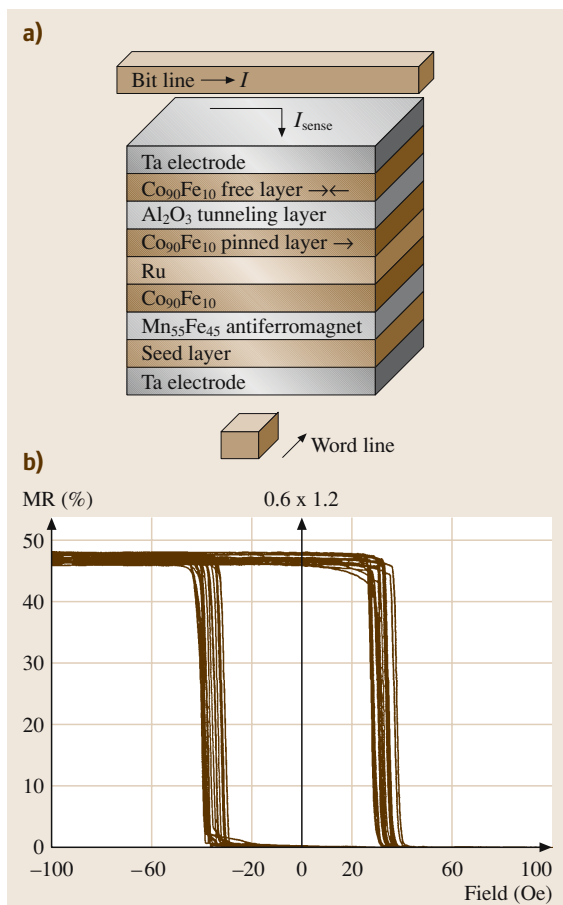 a)
Bit line → I
I_sense
Ta electrode
Co₉₀Fe₁₀ free layer →←
Al₂O₃ tunneling layer
Co₉₀Fe₁₀ pinned layer →
Ru
Co₉₀Fe₁₀
Mn₅₅Fe₄₅ antiferromagnet
Seed layer
Ta electrode
Word line
b)
MR (%) 0.6 x 1.2
50
40
30
20
10
0
−100 −60 −20 0 20 60 100
Field (Oe)